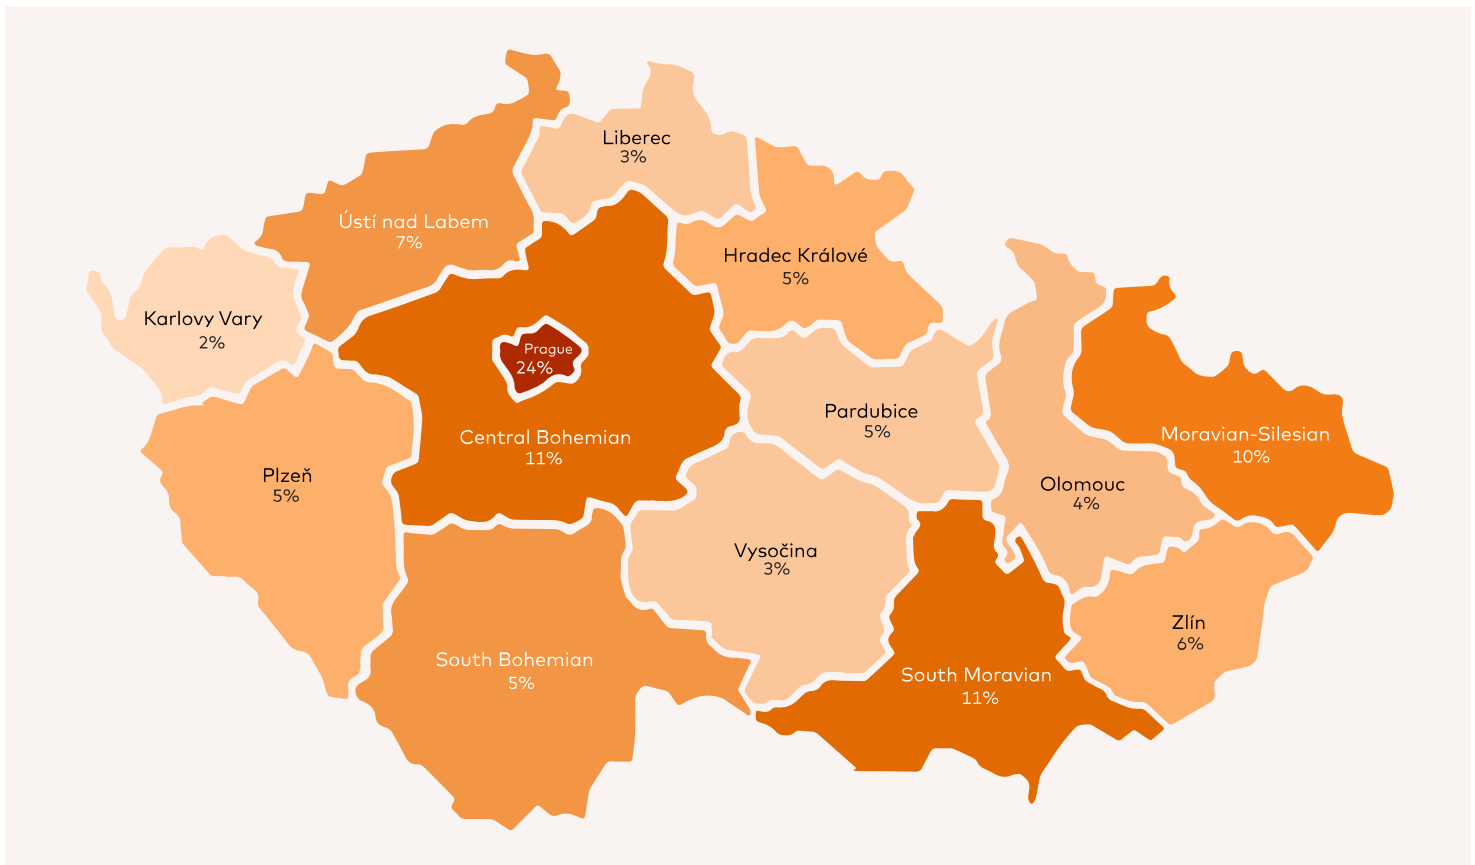 Liberec
3%
Ústí nad Labem
7%
Hradec Králové
5%
Karlovy Vary
2%
Prague
24%
Pardubice
5%
Central Bohemian
11%
Moravian-Silesian
10%
Plzeň
5%
Olomouc
4%
Vysočina
3%
Zlín
6%
South Bohemian
5%
South Moravian
11%